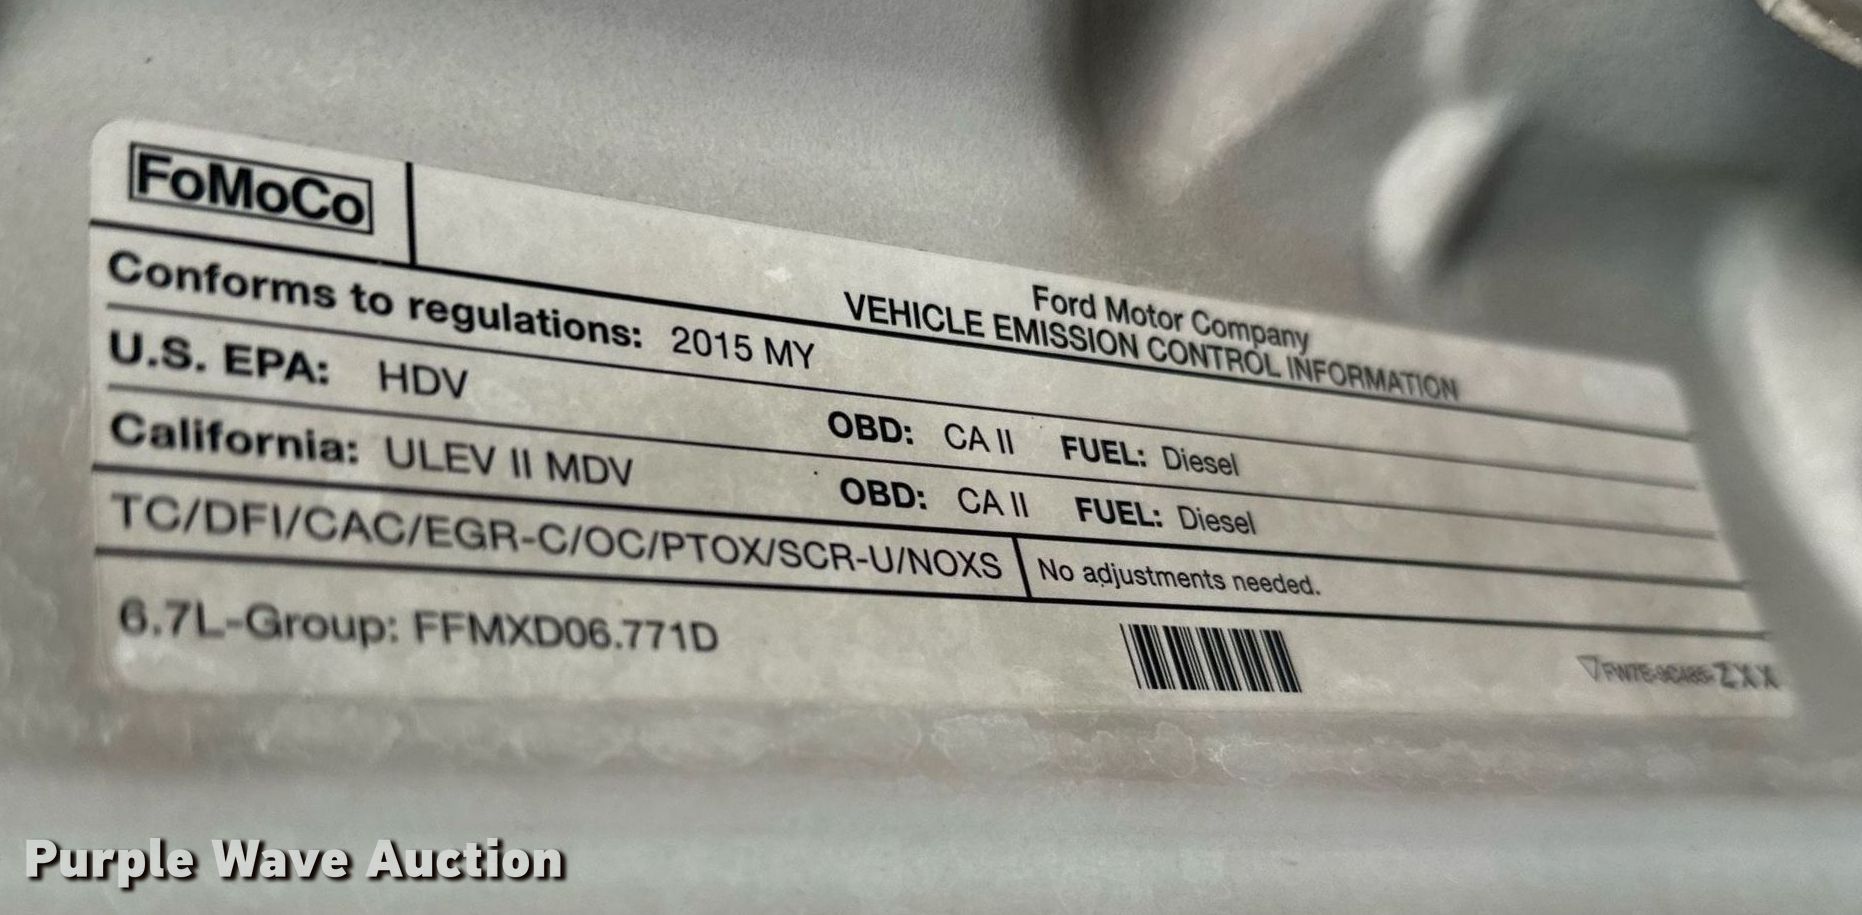 FoMoCo
Ford Motor Company
VEHICLE EMISSION CONTROL INFORMATION
Conforms to regulations: 2015 MY
U.S. EPA: HDV OBD: CA II FUEL: Diesel
California: ULEV II MDV OBD: CA II FUEL: Diesel
TC/DFI/CAC/EGR-C/OC/PTOX/SCR-U/NOXS No adjustments needed.
6.7L-Group: FFMXD06.771D
Purple Wave Auction